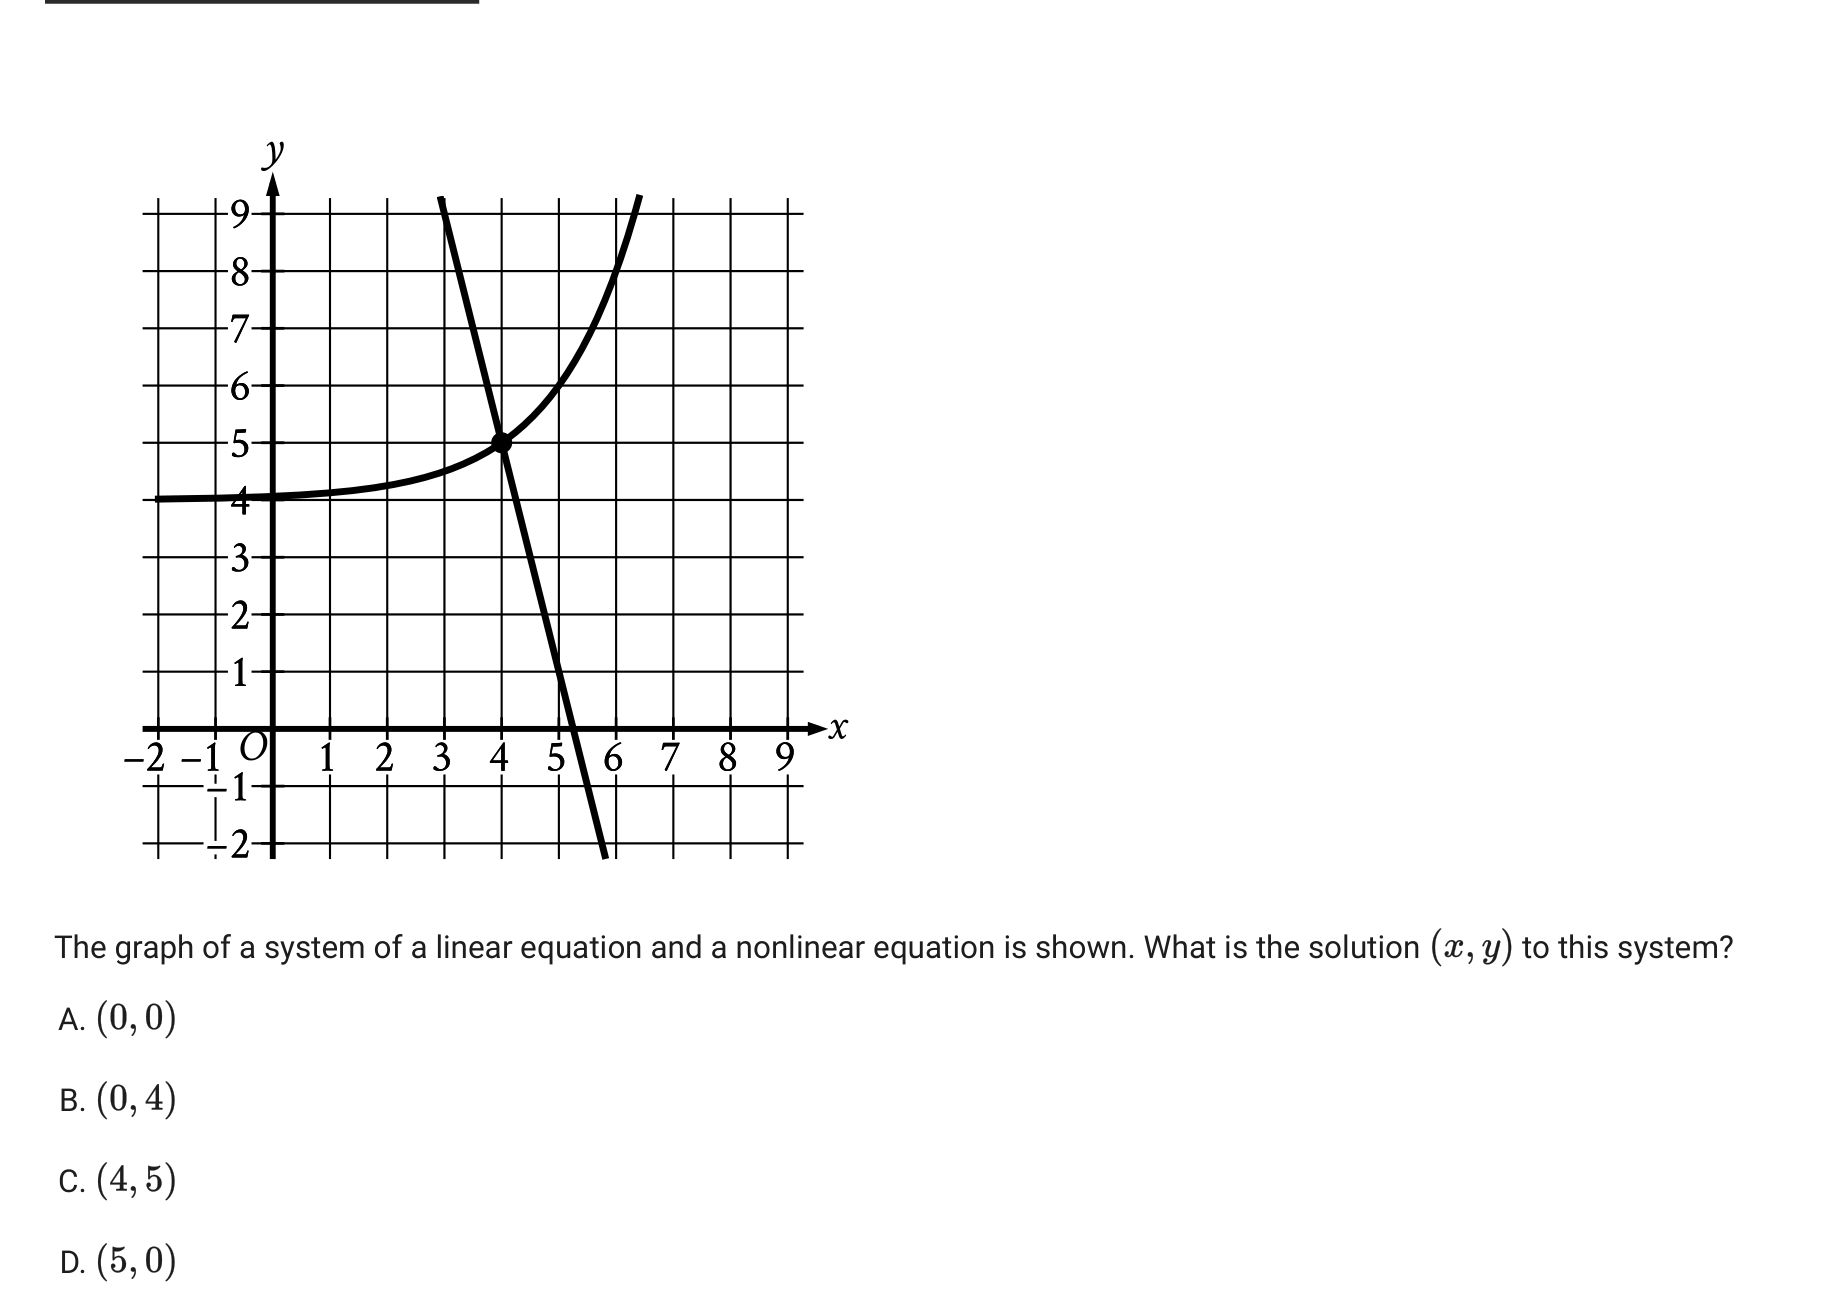 y
9
8
7
6
5
4
3
2
1
x
−2 −1 O 1 2 3 4 5 6 7 8 9
−1
−2
The graph of a system of a linear equation and a nonlinear equation is shown. What is the solution (x, y) to this system?
A. (0, 0)
B. (0, 4)
C. (4, 5)
D. (5, 0)